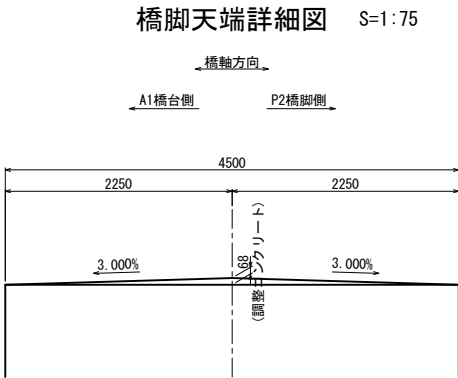 橋脚天端詳細図 S=1:75
橋軸方向
A1橋台側 P2橋脚側
4500
2250 2250
3.000% 68 3.000%
(調整コンクリート)